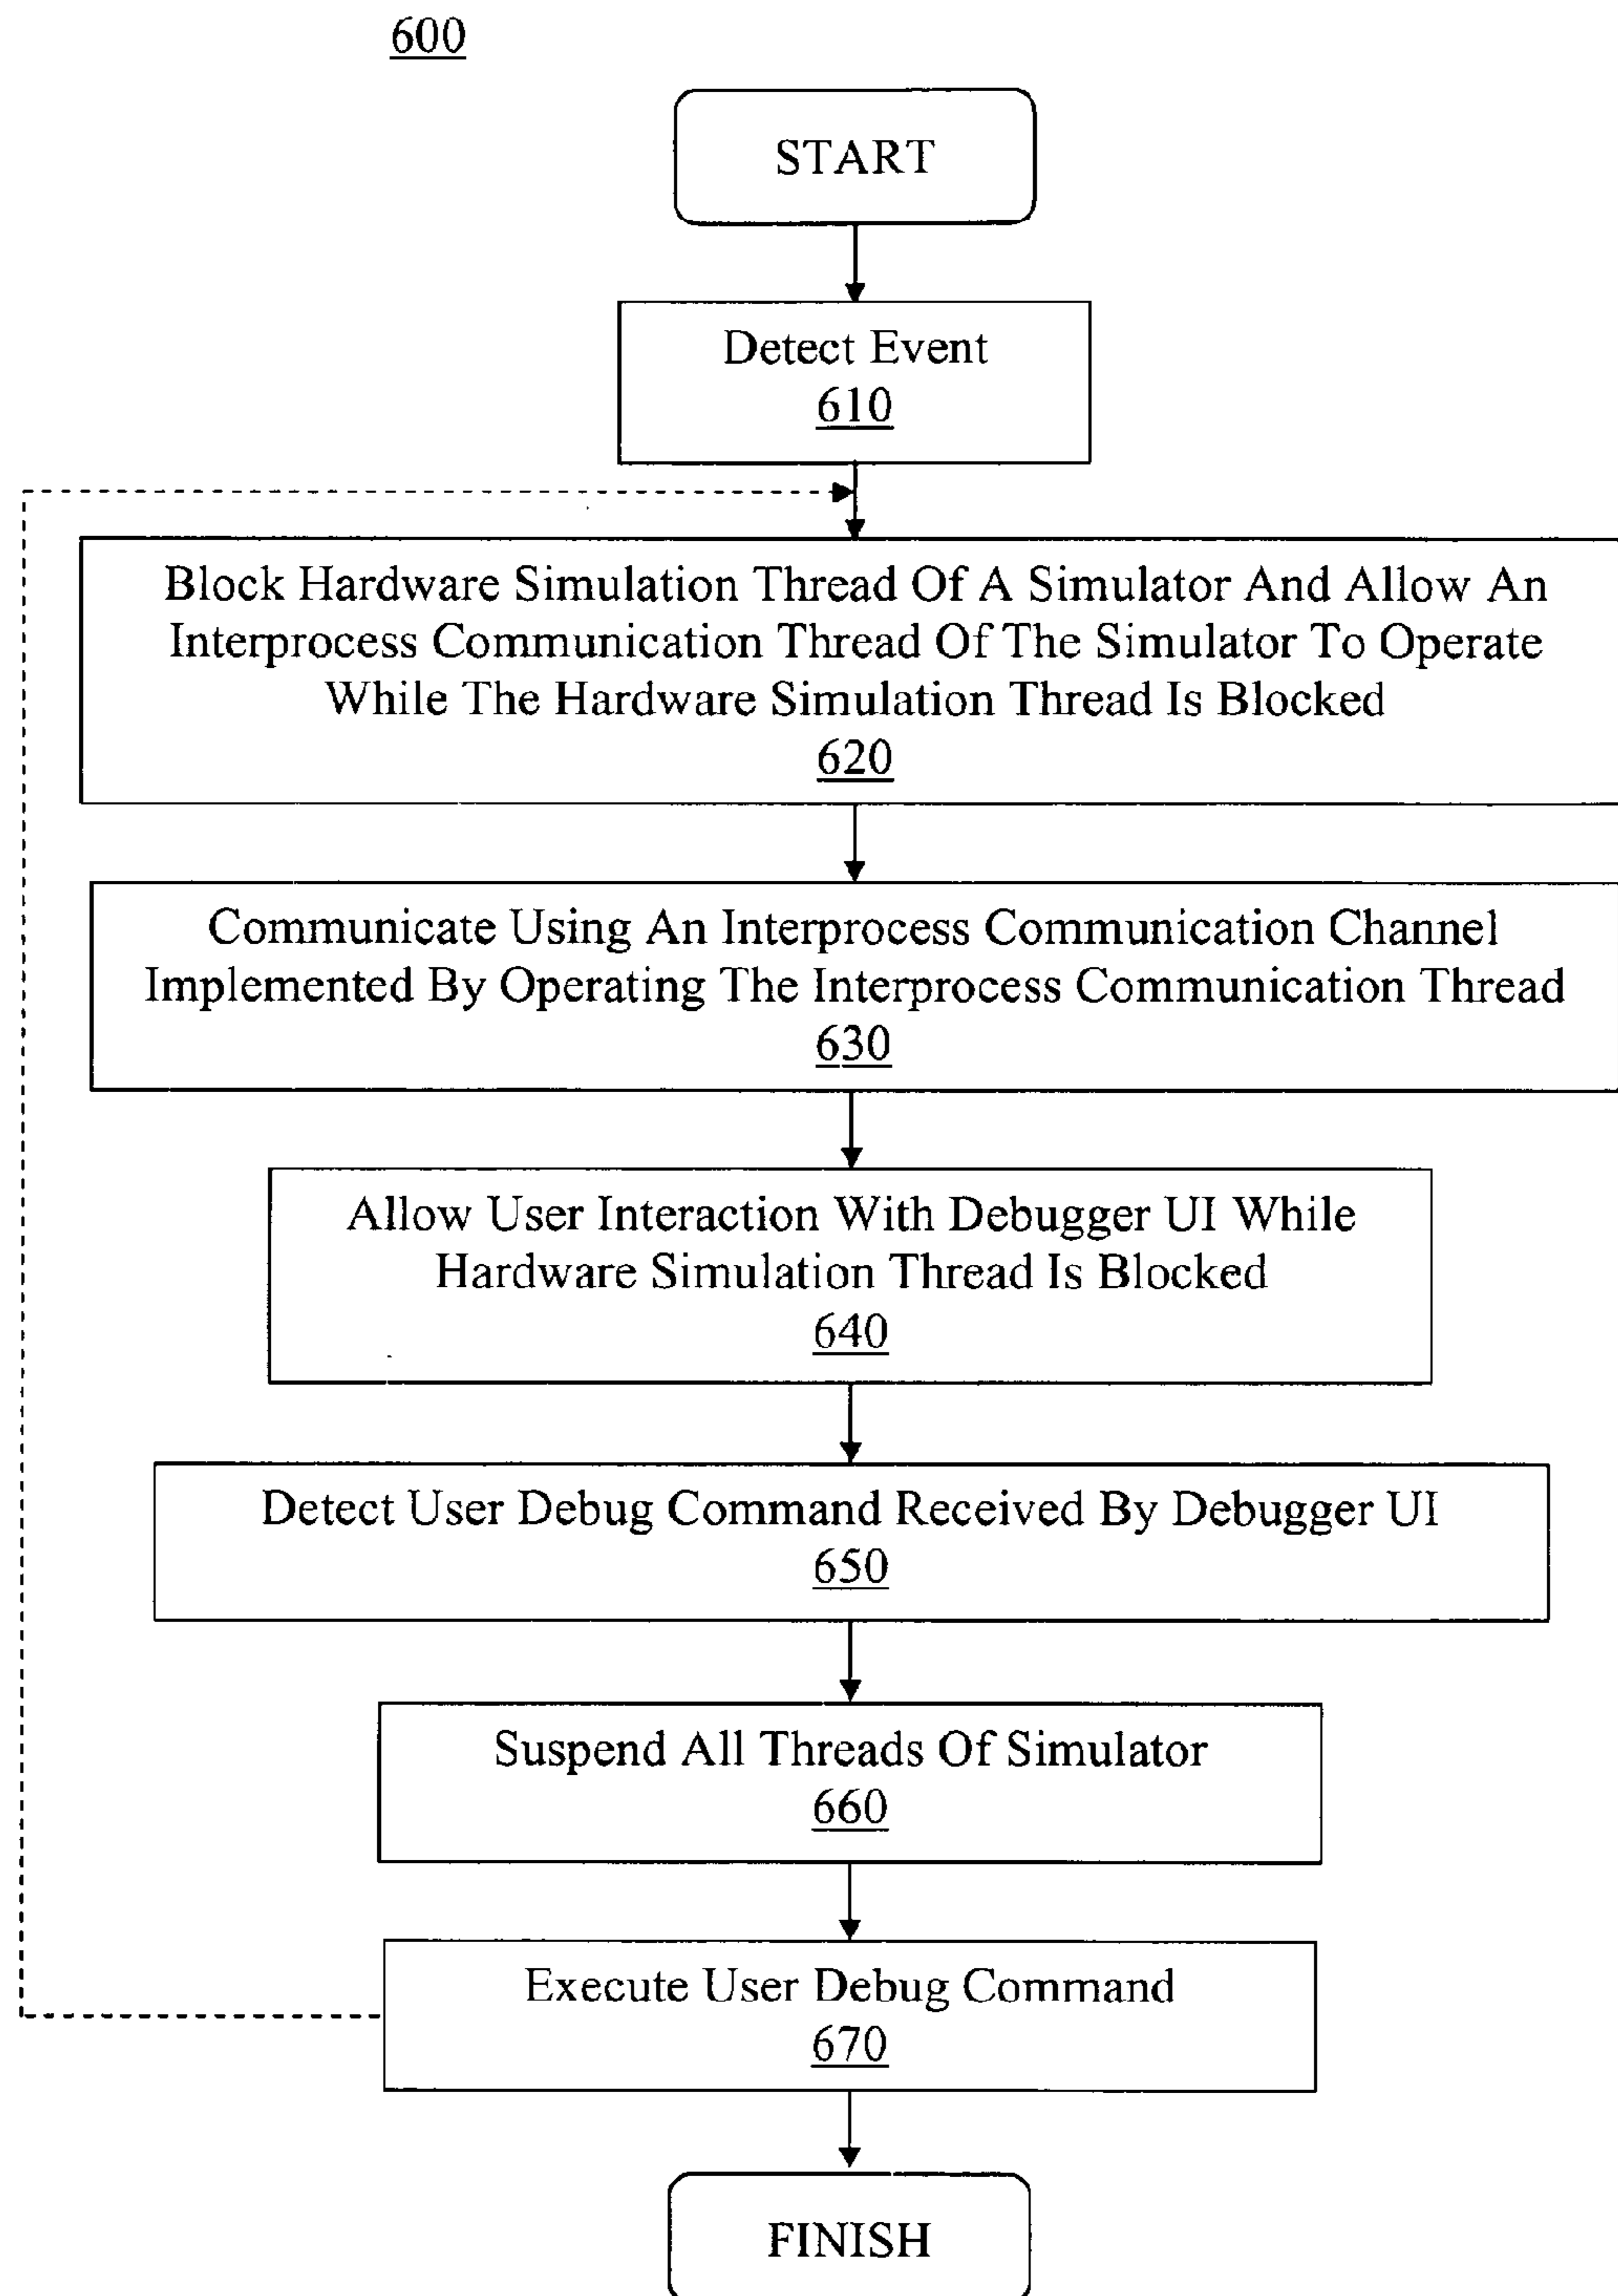 600
START
Detect Event
610
Block Hardware Simulation Thread Of A Simulator And Allow An
Interprocess Communication Thread Of The Simulator To Operate
While The Hardware Simulation Thread Is Blocked
620
Communicate Using An Interprocess Communication Channel
Implemented By Operating The Interprocess Communication Thread
630
Allow User Interaction With Debugger UI While
Hardware Simulation Thread Is Blocked
640
Detect User Debug Command Received By Debugger UI
650
Suspend All Threads Of Simulator
660
Execute User Debug Command
670
FINISH